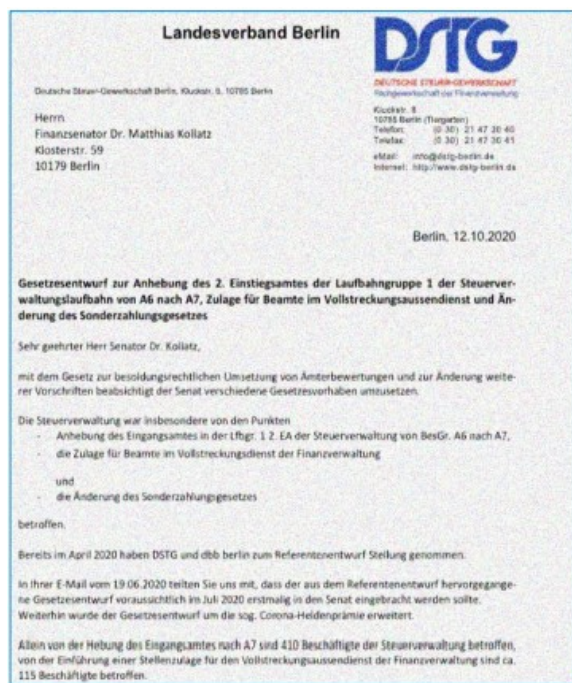 Landesverband Berlin
DSTG
DEUTSCHE STEUER-GEWERKSCHAFT
Fachgewerkschaft der Finanzverwaltung
Deutsche Steuer-Gewerkschaft Berlin, Kluckstr. 8, 10785 Berlin
Kluckstr. 8
10785 Berlin (Tiergarten)
Telefon: (0 30) 21 47 30 40
Telefax: (0 30) 21 47 30 41
eMail: info@dstg-berlin.de
Internet: http://www.dstg-berlin.de
Herrn
Finanzsenator Dr. Matthias Kollatz
Klosterstr. 59
10179 Berlin
Berlin, 12.10.2020
Gesetzesentwurf zur Anhebung des 2. Einstiegsamtes der Laufbahngruppe 1 der Steuerver-
waltungslaufbahn von A6 nach A7, Zulage für Beamte im Vollstreckungsaussendienst und Än-
derung des Sonderzahlungsgesetzes
Sehr geehrter Herr Senator Dr. Kollatz,
mit dem Gesetz zur besoldungsrechtlichen Umsetzung von Ämterbewertungen und zur Änderung weite-
rer Vorschriften beabsichtigt der Senat verschiedene Gesetzesvorhaben umzusetzen.
Die Steuerverwaltung war insbesondere von den Punkten
- Anhebung des Eingangsamtes in der Lfbgr. 1 2. EA der Steuerverwaltung von BesGr. A6 nach A7,
- die Zulage für Beamte im Vollstreckungsdienst der Finanzverwaltung
und
- die Änderung des Sonderzahlungsgesetzes
betroffen.
Bereits im April 2020 haben DSTG und dbb berlin zum Referentenentwurf Stellung genommen.
In Ihrer E-Mail vom 19.06.2020 teilten Sie uns mit, dass der aus dem Referentenentwurf hervorgegange-
ne Gesetzesentwurf voraussichtlich im Juli 2020 erstmalig in den Senat eingebracht werden sollte.
Weiterhin wurde der Gesetzentwurf um die sog. Corona-Heldenprämie erweitert.
Allein von der Hebung des Eingangsamtes nach A7 sind 410 Beschäftigte der Steuerverwaltung betroffen,
von der Einführung einer Stellenzulage für den Vollstreckungsaussendienst der Finanzverwaltung sind ca.
115 Beschäftigte betroffen.